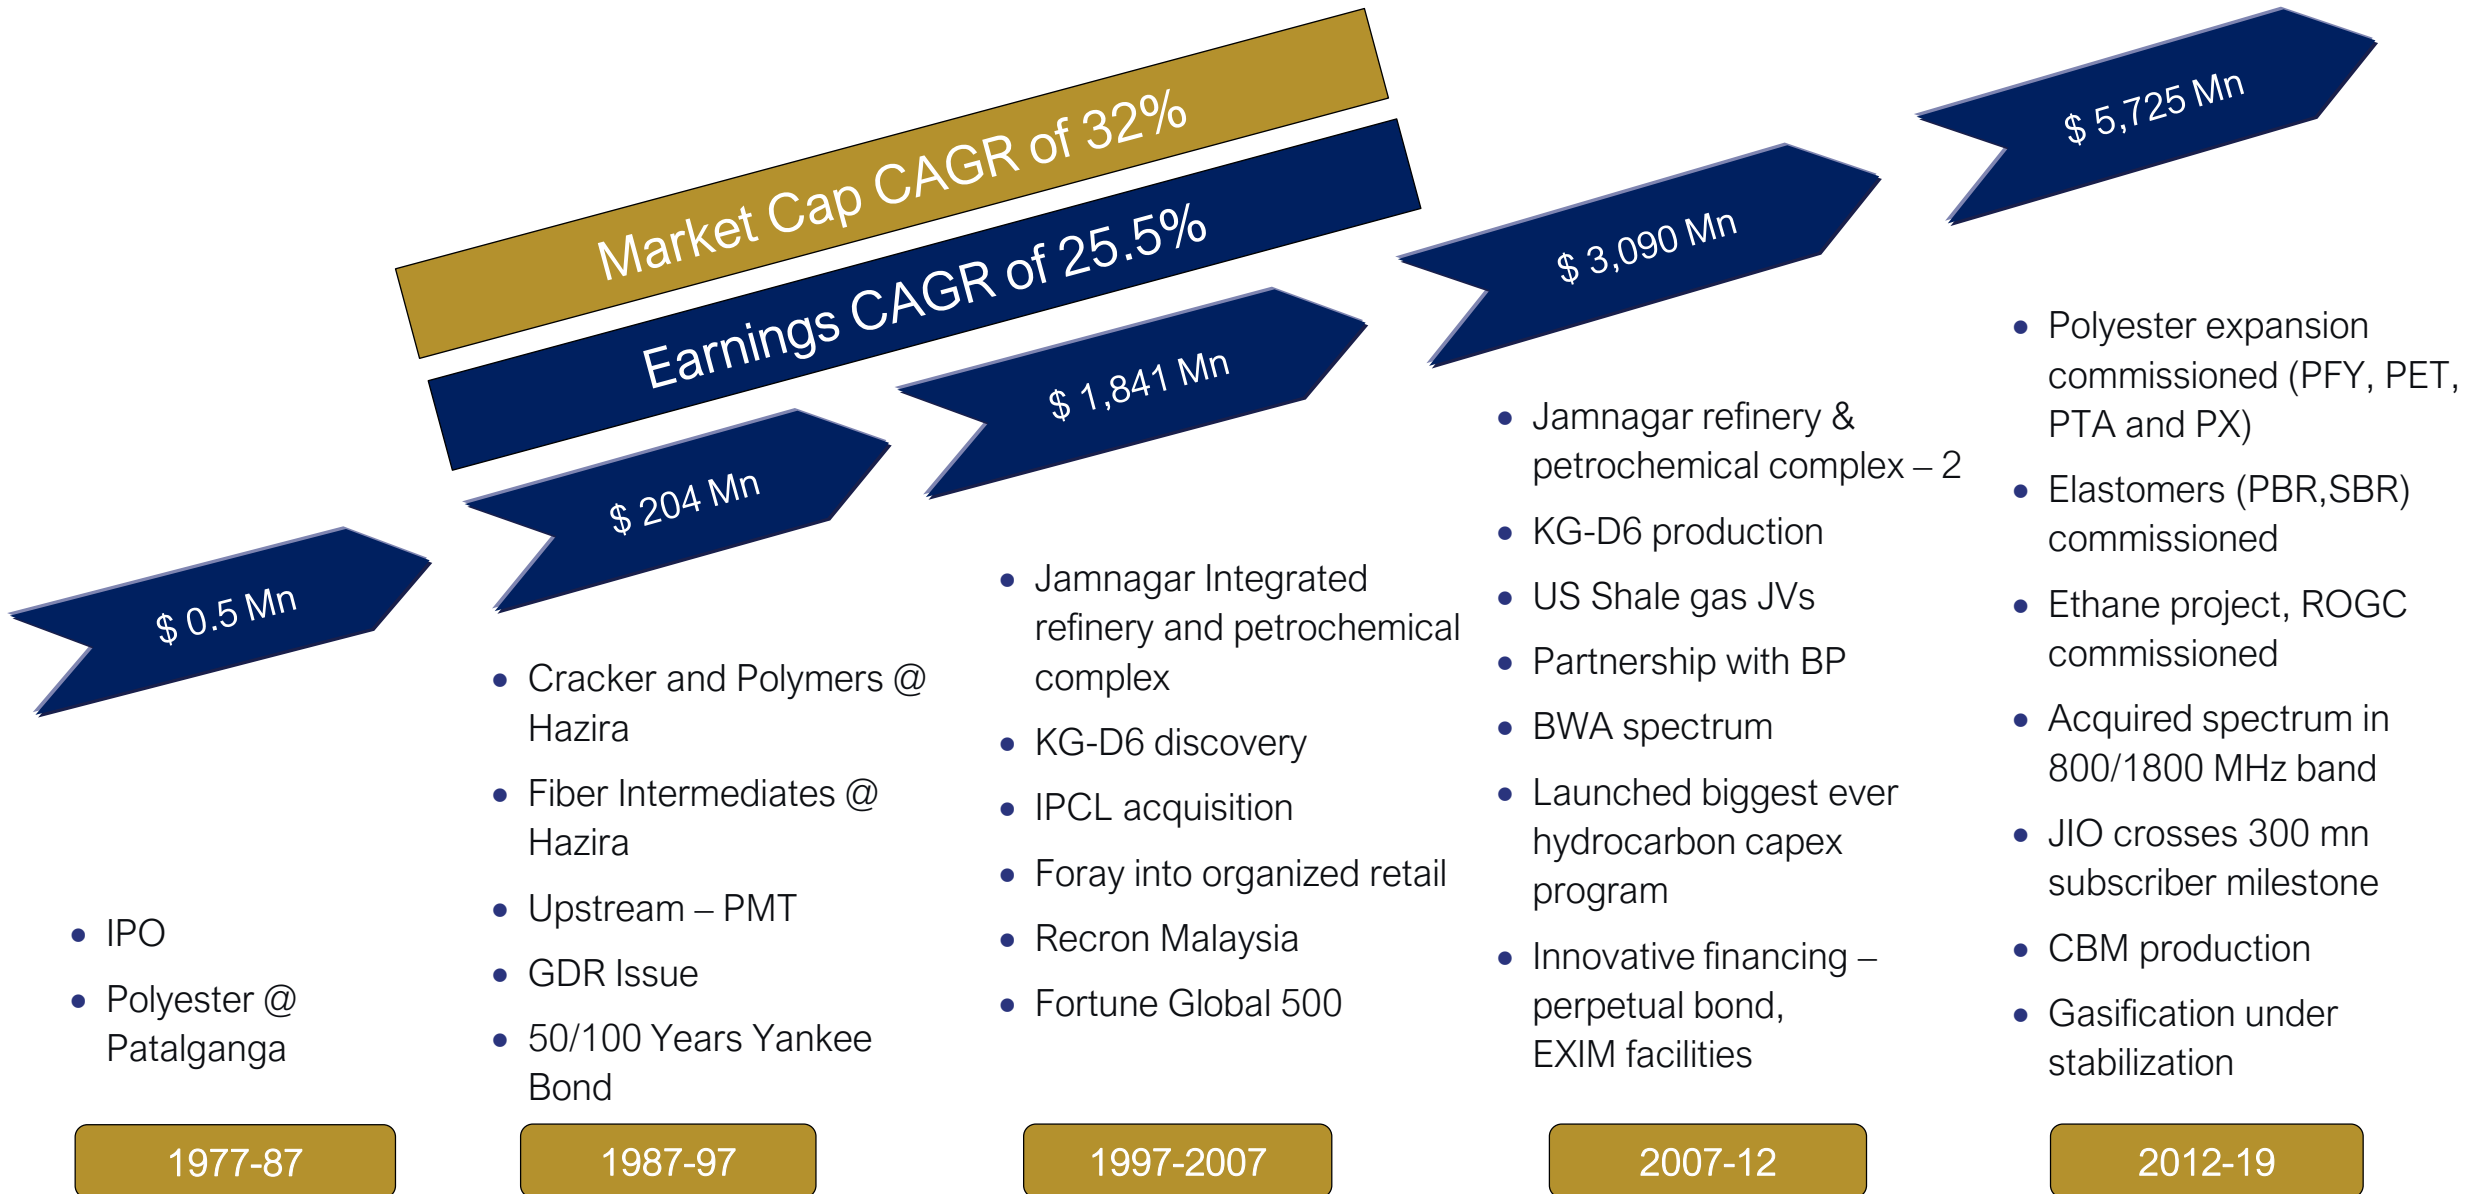 Market Cap CAGR of 32%
Earnings CAGR of 25.5%
$ 0.5 Mn
• IPO
• Polyester @
Patalganga
1977-87
$ 204 Mn
• Cracker and Polymers @
Hazira
• Fiber Intermediates @
Hazira
• Upstream – PMT
• GDR Issue
• 50/100 Years Yankee
Bond
1987-97
$ 1,841 Mn
• Jamnagar Integrated
refinery and petrochemical
complex
• KG-D6 discovery
• IPCL acquisition
• Foray into organized retail
• Recron Malaysia
• Fortune Global 500
1997-2007
$ 3,090 Mn
• Jamnagar refinery &
petrochemical complex – 2
• KG-D6 production
• US Shale gas JVs
• Partnership with BP
• BWA spectrum
• Launched biggest ever
hydrocarbon capex
program
• Innovative financing –
perpetual bond,
EXIM facilities
2007-12
$ 5,725 Mn
• Polyester expansion
commissioned (PFY, PET,
PTA and PX)
• Elastomers (PBR,SBR)
commissioned
• Ethane project, ROGC
commissioned
• Acquired spectrum in
800/1800 MHz band
• JIO crosses 300 mn
subscriber milestone
• CBM production
• Gasification under
stabilization
2012-19